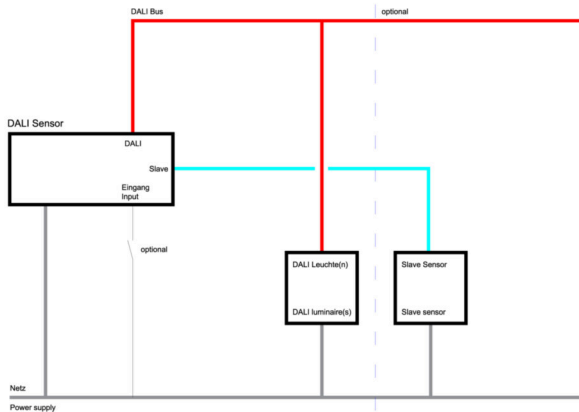 DALI Bus
optional
DALI Sensor
DALI
Slave
Eingang
Input
optional
DALI Leuchte(n)
DALI luminaire(s)
Slave Sensor
Slave sensor
Netz
Power supply